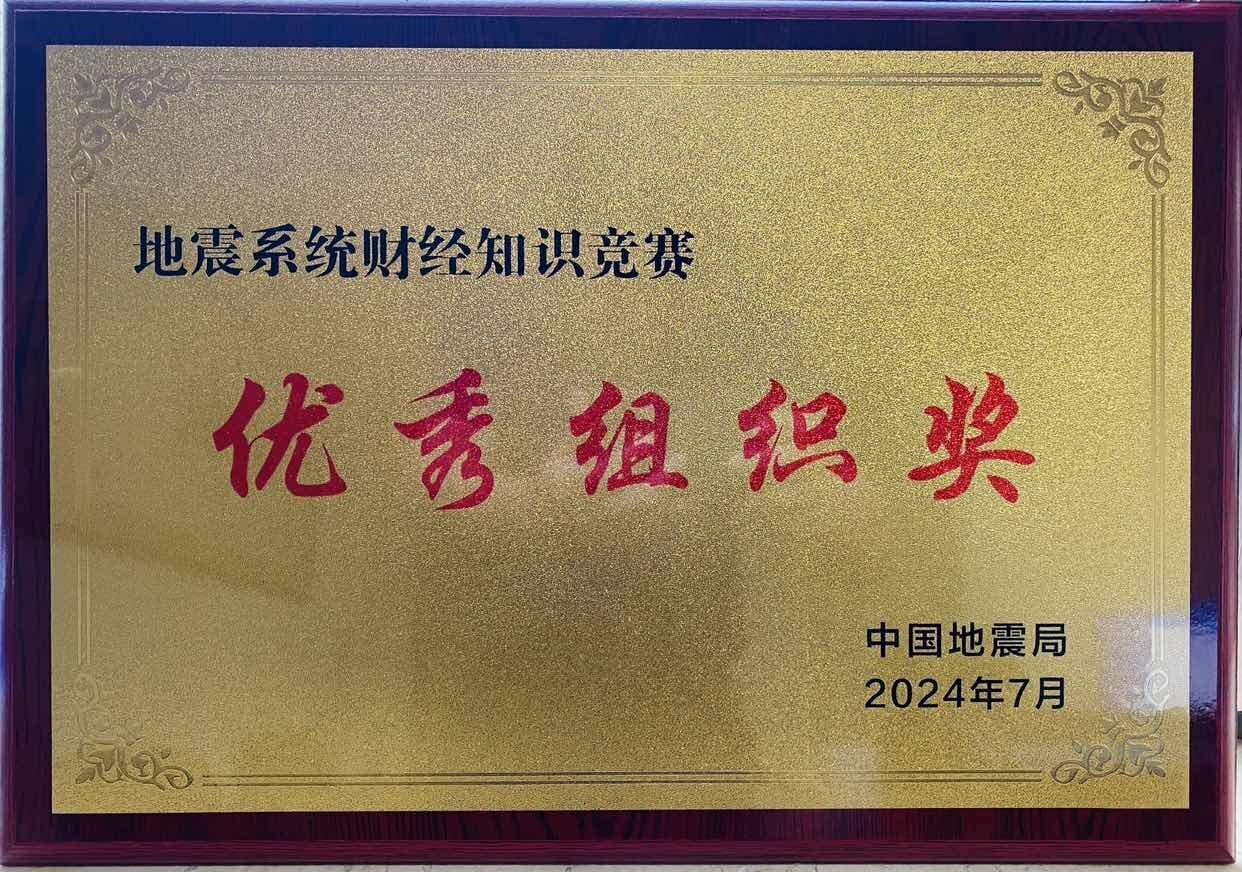 地震系统财经知识竞赛
优秀组织奖
中国地震局
2024年7月